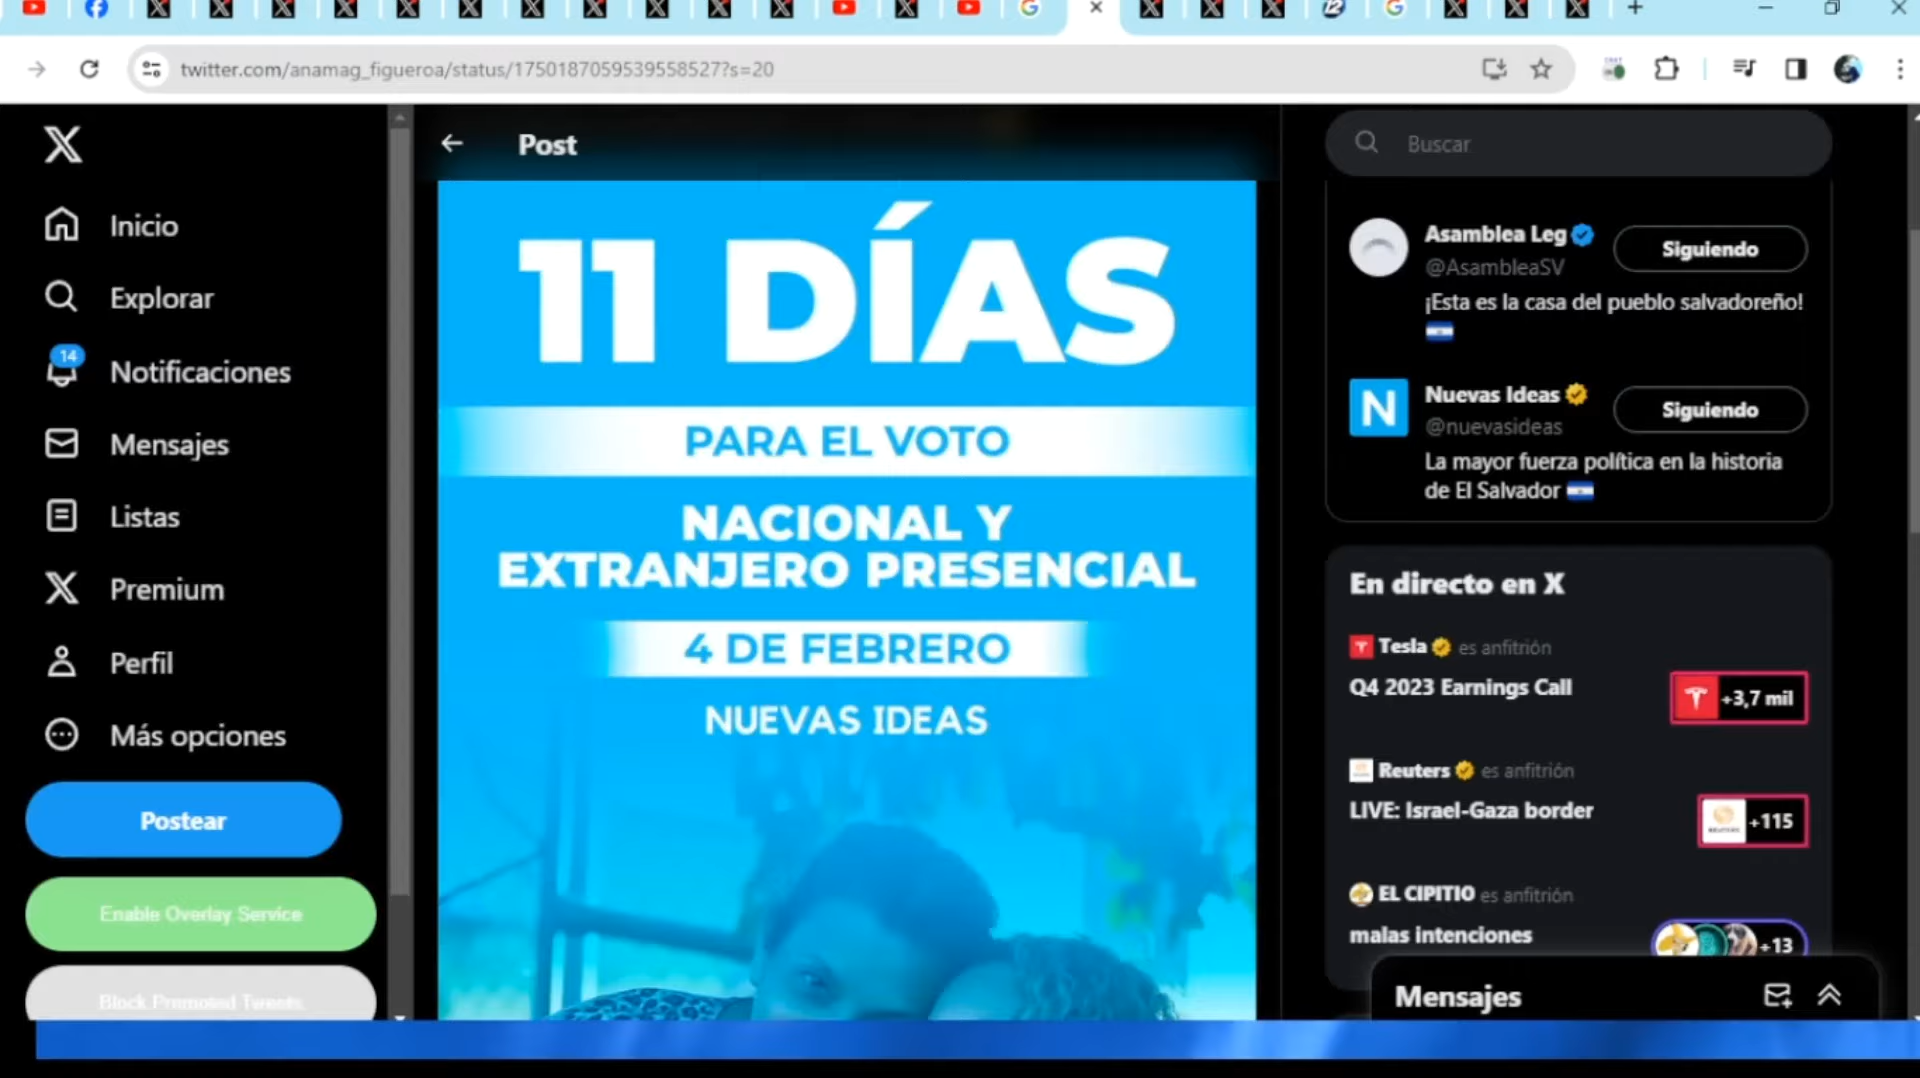 twitter.com/anamag_figueroa/status/1750187059539558527?s=20
Inicio
Explorar
14
Notificaciones
Mensajes
Listas
Premium
Perfil
Más opciones
Postear
Enable Overlay Service
Block Promoted Tweets
Post
11 DÍAS
PARA EL VOTO
NACIONAL Y
EXTRANJERO PRESENCIAL
4 DE FEBRERO
NUEVAS IDEAS
Buscar
Asamblea Leg
@AsambleaSV
Siguiendo
¡Esta es la casa del pueblo salvadoreño!
N
Nuevas Ideas
@nuevasideas
Siguiendo
La mayor fuerza política en la historia
de El Salvador
En directo en X
Tesla es anfitrión
Q4 2023 Earnings Call
+3,7 mil
Reuters es anfitrión
LIVE: Israel-Gaza border
+115
EL CIPITIO es anfitrión
malas intenciones
+13
Mensajes